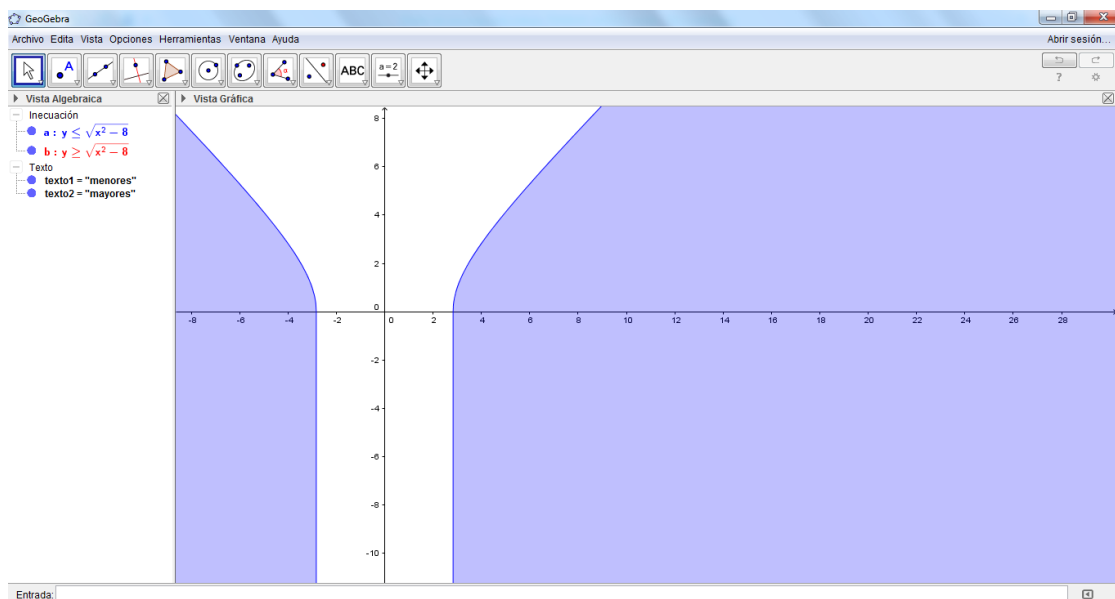 GeoGebra
Archivo Edita Vista Opciones Herramientas Ventana Ayuda
Abrir sesión...
ABC
a=2
A
α
?
Vista Algebraica
Vista Gráfica
Inecuación
a : y ≤ √(x² − 8)
b : y ≥ √(x² − 8)
Texto
texto1 = "menores"
texto2 = "mayores"
8
6
4
2
0
-8 -6 -4 -2 0 2 4 6 8 10 12 14 16 18 20 22 24 26 28
-2
-4
-6
-8
-10
Entrada: